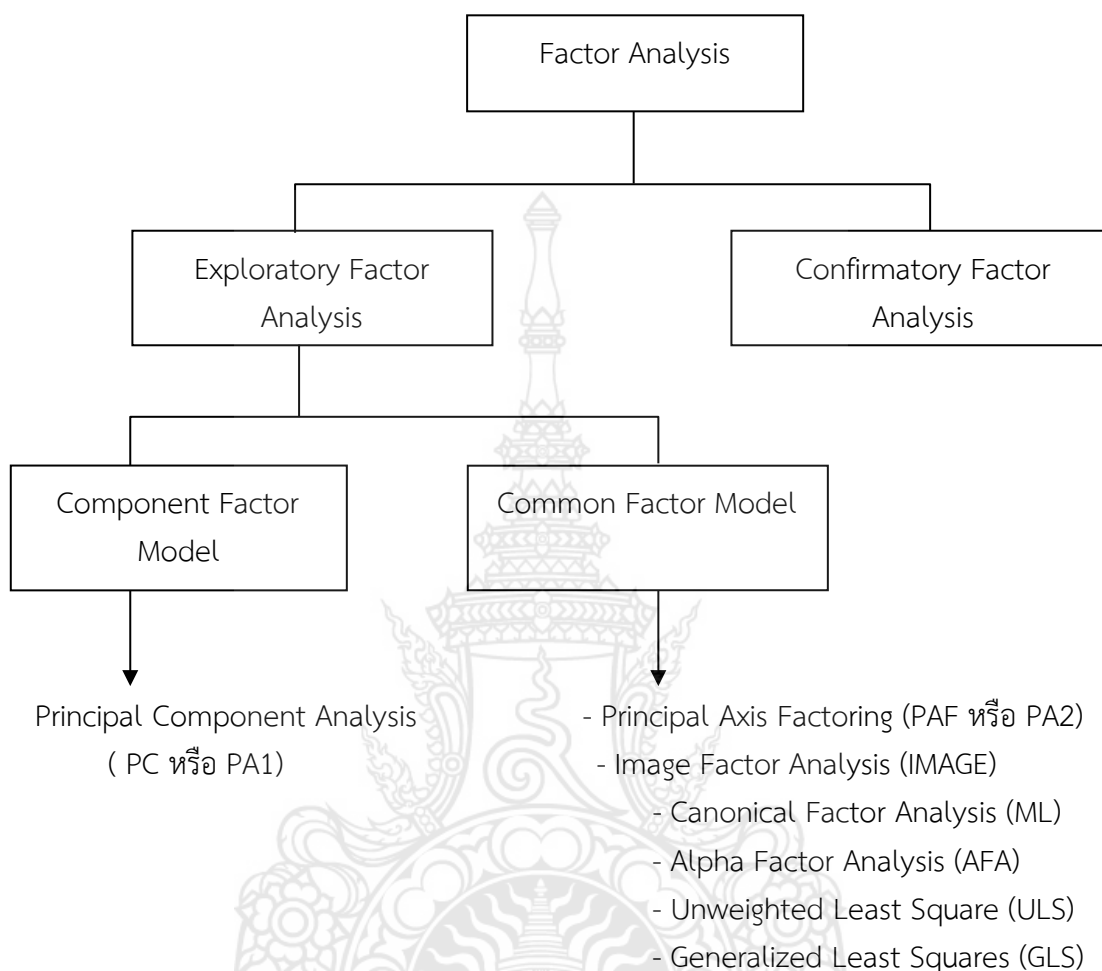 Factor Analysis
Exploratory Factor
Analysis
Confirmatory Factor
Analysis
Component Factor
Model
Common Factor Model
Principal Component Analysis
( PC หรือ PA1)
- Principal Axis Factoring (PAF หรือ PA2)
- Image Factor Analysis (IMAGE)
- Canonical Factor Analysis (ML)
- Alpha Factor Analysis (AFA)
- Unweighted Least Square (ULS)
- Generalized Least Squares (GLS)